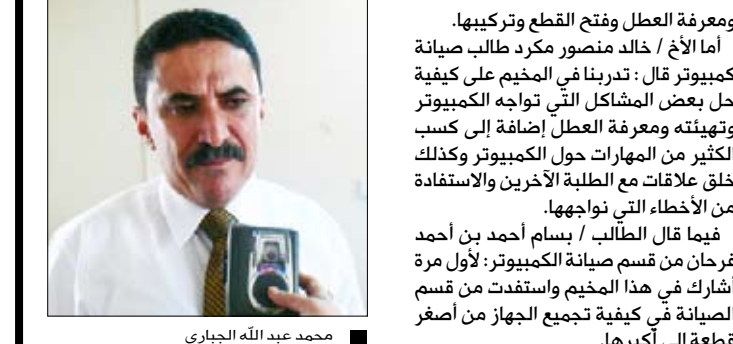 ومعرفة العطل وفتح القطع وتركيبها.
أما الأخ / خالد منصور مكرد طالب صيانة
كمبيوتر قال : تدربنا في المخيم على كيفية
حل بعض المشاكل التي تواجه الكمبيوتر
وتهيئته ومعرفة العطل إضافة إلى كسب
الكثير من المهارات حول الكمبيوتر وكذلك
خلق علاقات مع الطلبة الآخرين والاستفادة
من الأخطاء التي نواجهها.
فيما قال الطالب / بسام أحمد بن أحمد
فرحان من قسم صيانة الكمبيوتر: لأول مرة
أشارك في هذا المخيم واستفدت من قسم
الصيانة في كيفية تجميع الجهاز من أصغر
قطعة إلى أكبرها.
محمد عبد الله الجباري